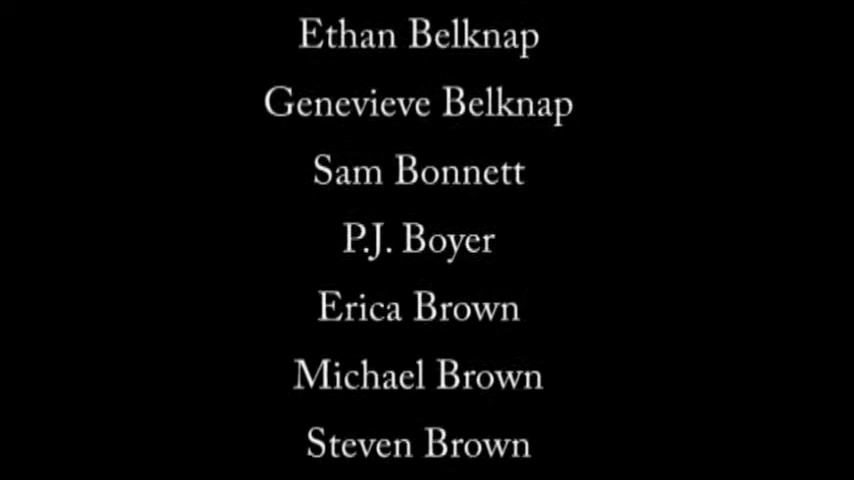 Ethan Belknap
Genevieve Belknap
Sam Bonnett
P.J. Boyer
Erica Brown
Michael Brown
Steven Brown